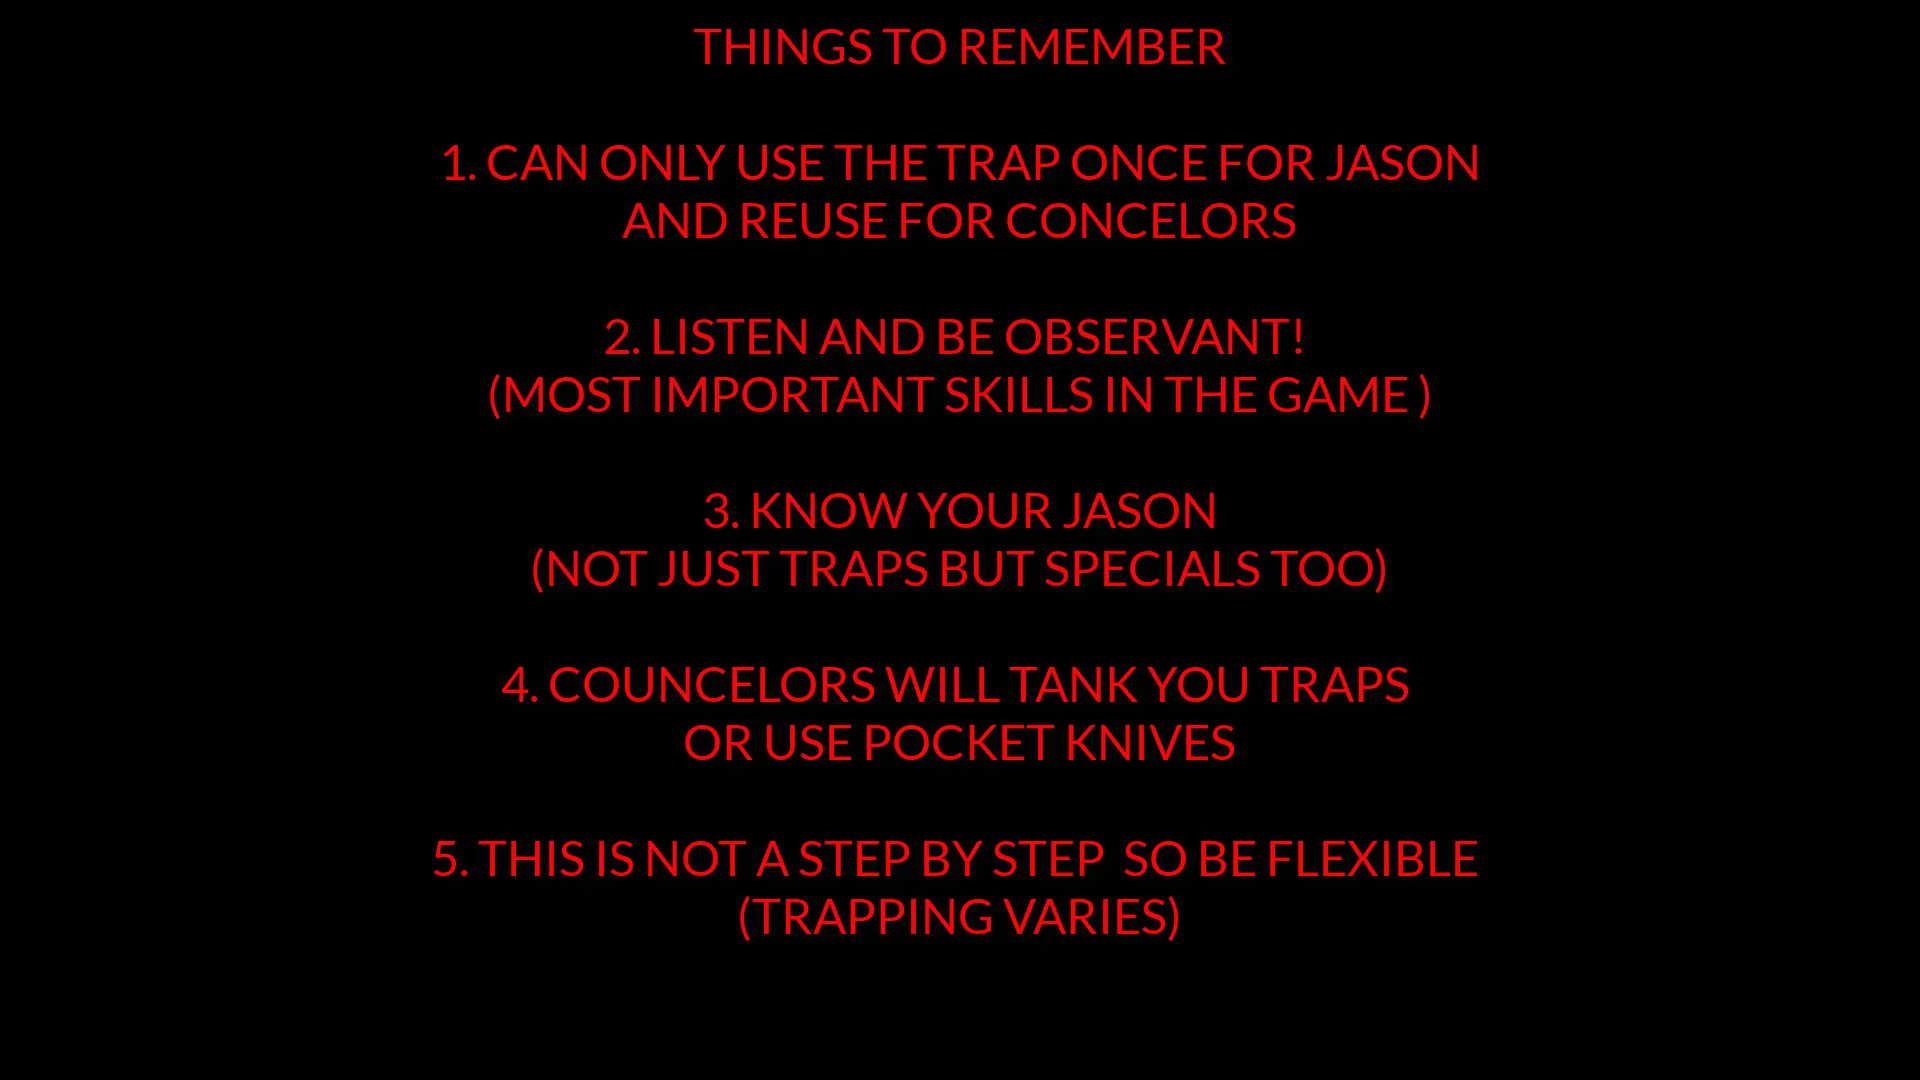 THINGS TO REMEMBER
1. CAN ONLY USE THE TRAP ONCE FOR JASON
AND REUSE FOR CONCELORS
2. LISTEN AND BE OBSERVANT!
(MOST IMPORTANT SKILLS IN THE GAME )
3. KNOW YOUR JASON
(NOT JUST TRAPS BUT SPECIALS TOO)
4. COUNCELORS WILL TANK YOU TRAPS
OR USE POCKET KNIVES
5. THIS IS NOT A STEP BY STEP  SO BE FLEXIBLE
(TRAPPING VARIES)